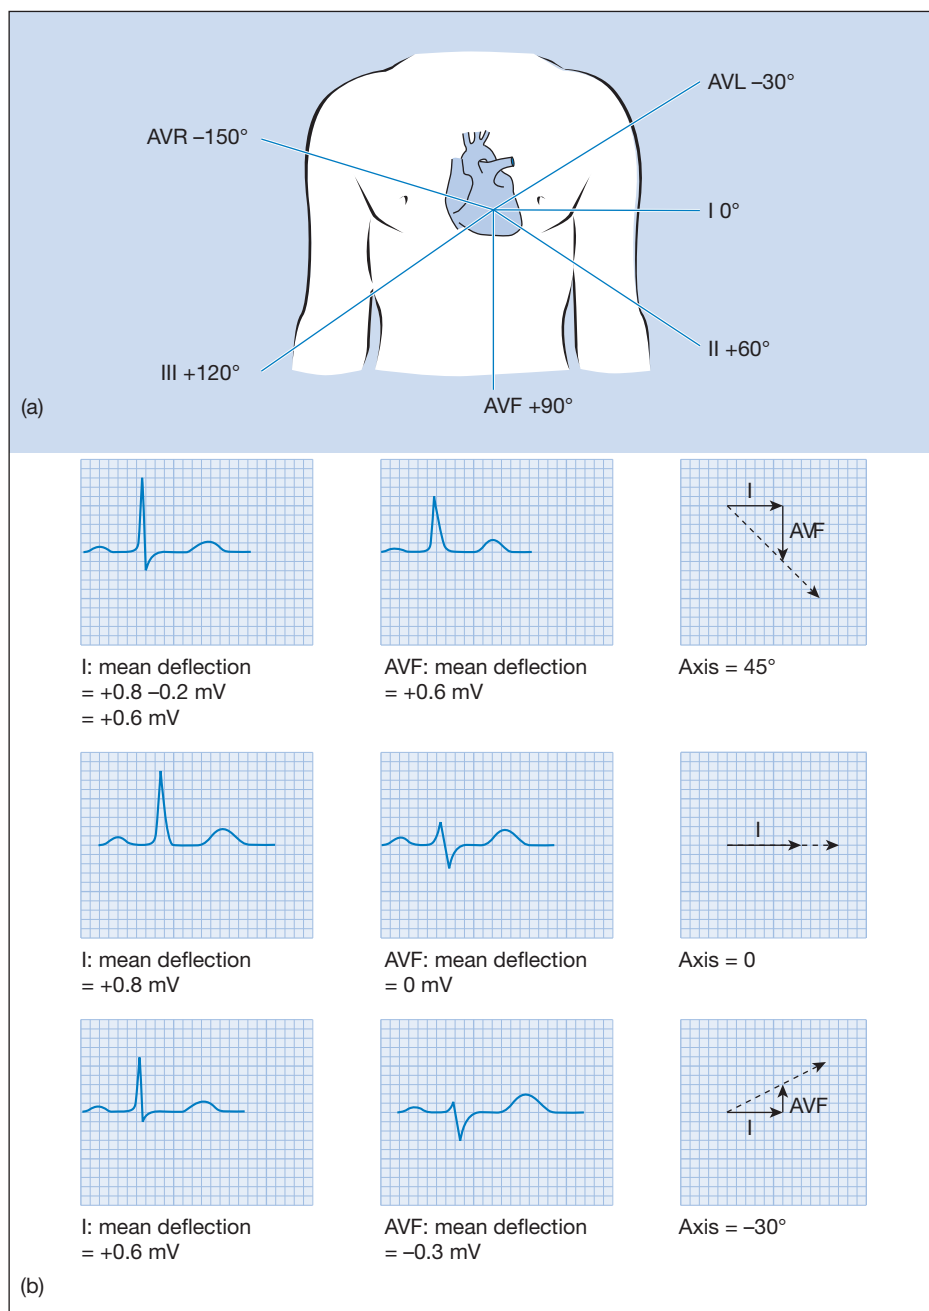 AVL –30°
AVR –150°
I 0°
II +60°
III +120°
AVF +90°
(a)
I
AVF
I: mean deflection
= +0.8 –0.2 mV
= +0.6 mV
AVF: mean deflection
= +0.6 mV
Axis = 45°
I
I: mean deflection
= +0.8 mV
AVF: mean deflection
= 0 mV
Axis = 0
AVF
I
I: mean deflection
= +0.6 mV
AVF: mean deflection
= –0.3 mV
Axis = –30°
(b)